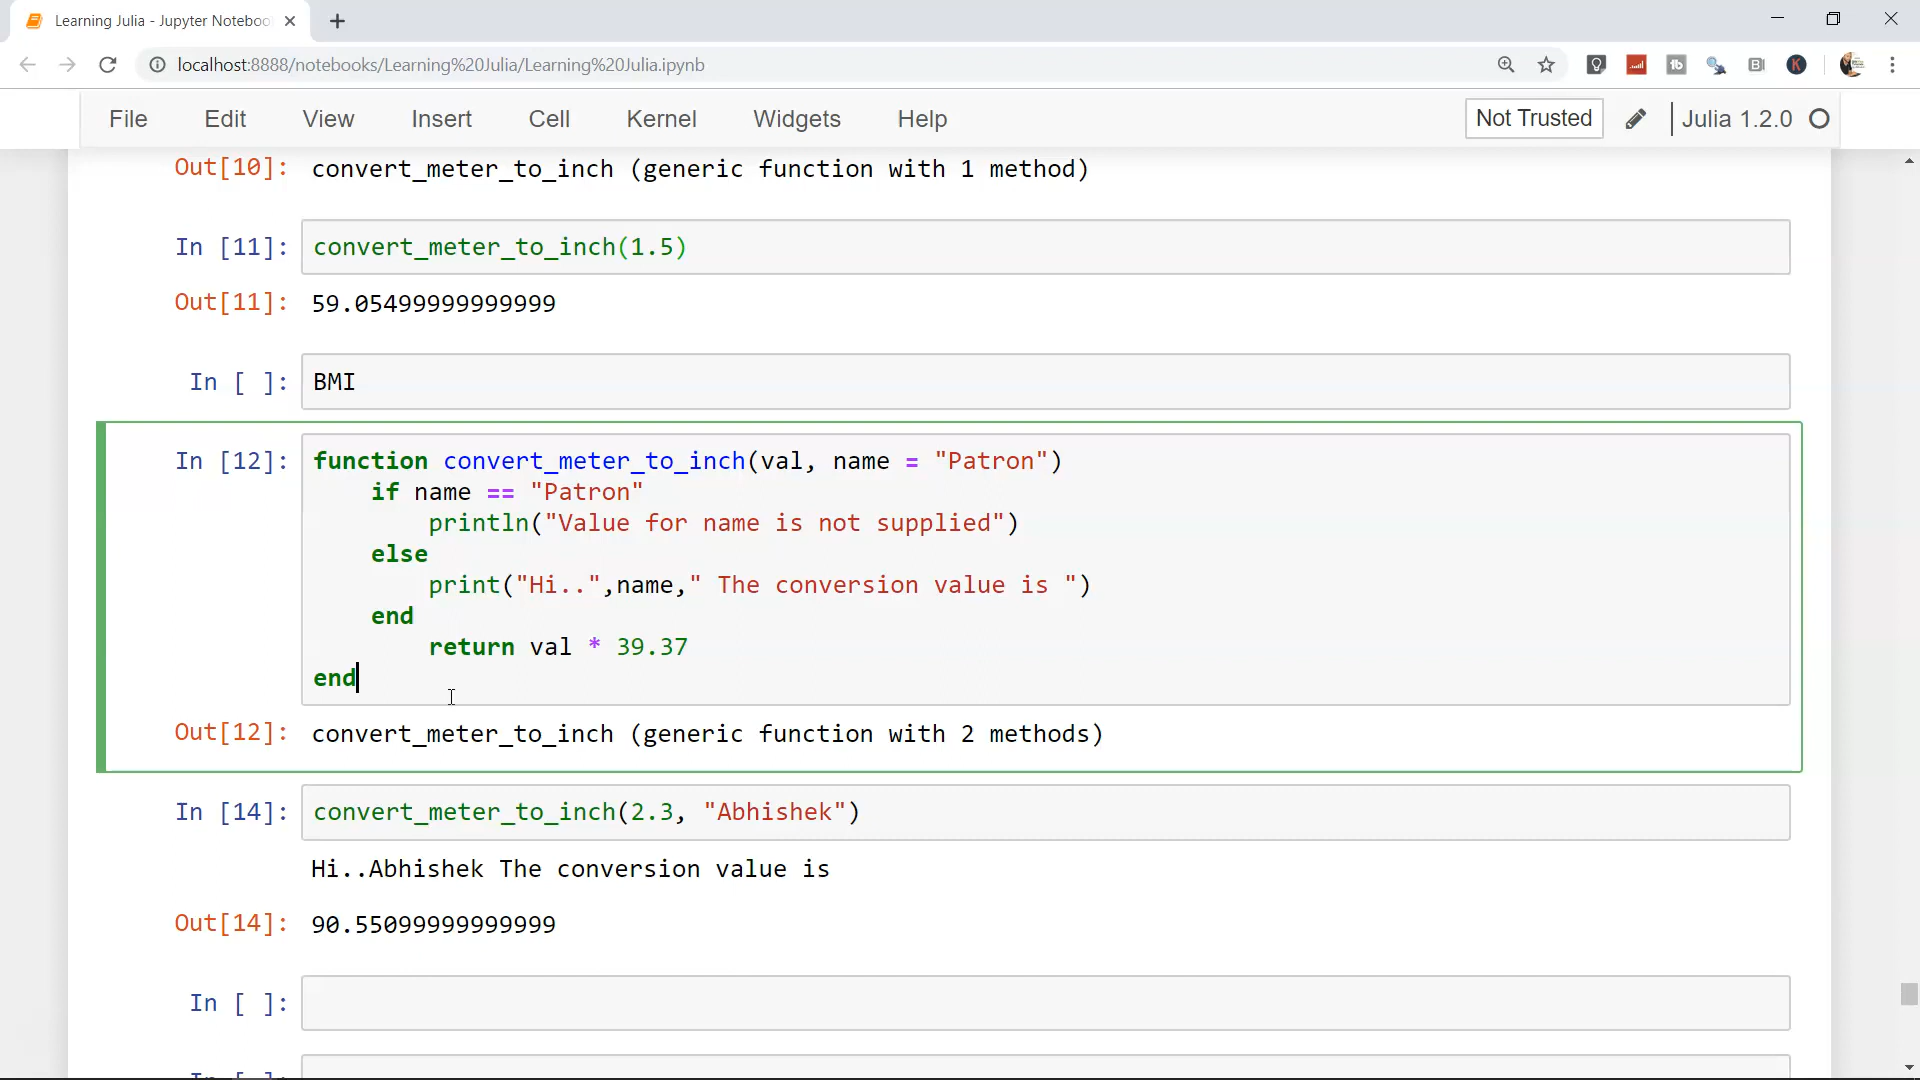 Learning Julia - Jupyter Noteboo
localhost:8888/notebooks/Learning%20Julia/Learning%20Julia.ipynb
File Edit View Insert Cell Kernel Widgets Help Not Trusted Julia 1.2.0
Out[10]: convert_meter_to_inch (generic function with 1 method)
In [11]: convert_meter_to_inch(1.5)
Out[11]: 59.05499999999999
In [ ]: BMI
In [12]: function convert_meter_to_inch(val, name = "Patron")
    if name == "Patron"
        println("Value for name is not supplied")
    else
        print("Hi..",name," The conversion value is ")
    end
        return val * 39.37
end
Out[12]: convert_meter_to_inch (generic function with 2 methods)
In [14]: convert_meter_to_inch(2.3, "Abhishek")
Hi..Abhishek The conversion value is
Out[14]: 90.55099999999999
In [ ]:
In [ ]: